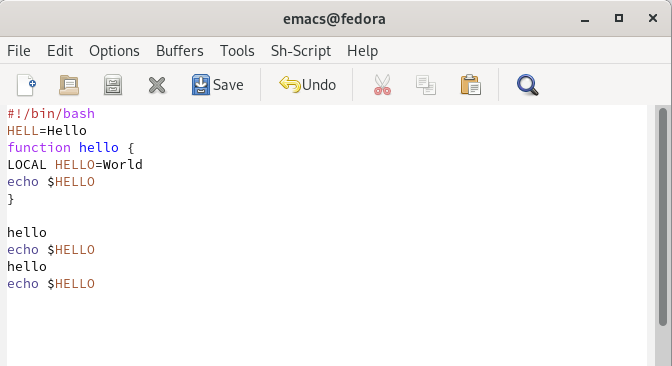 emacs@fedora
File Edit Options Buffers Tools Sh-Script Help
Save Undo
#!/bin/bash
HELL=Hello
function hello {
LOCAL HELLO=World
echo $HELLO
}
hello
echo $HELLO
hello
echo $HELLO